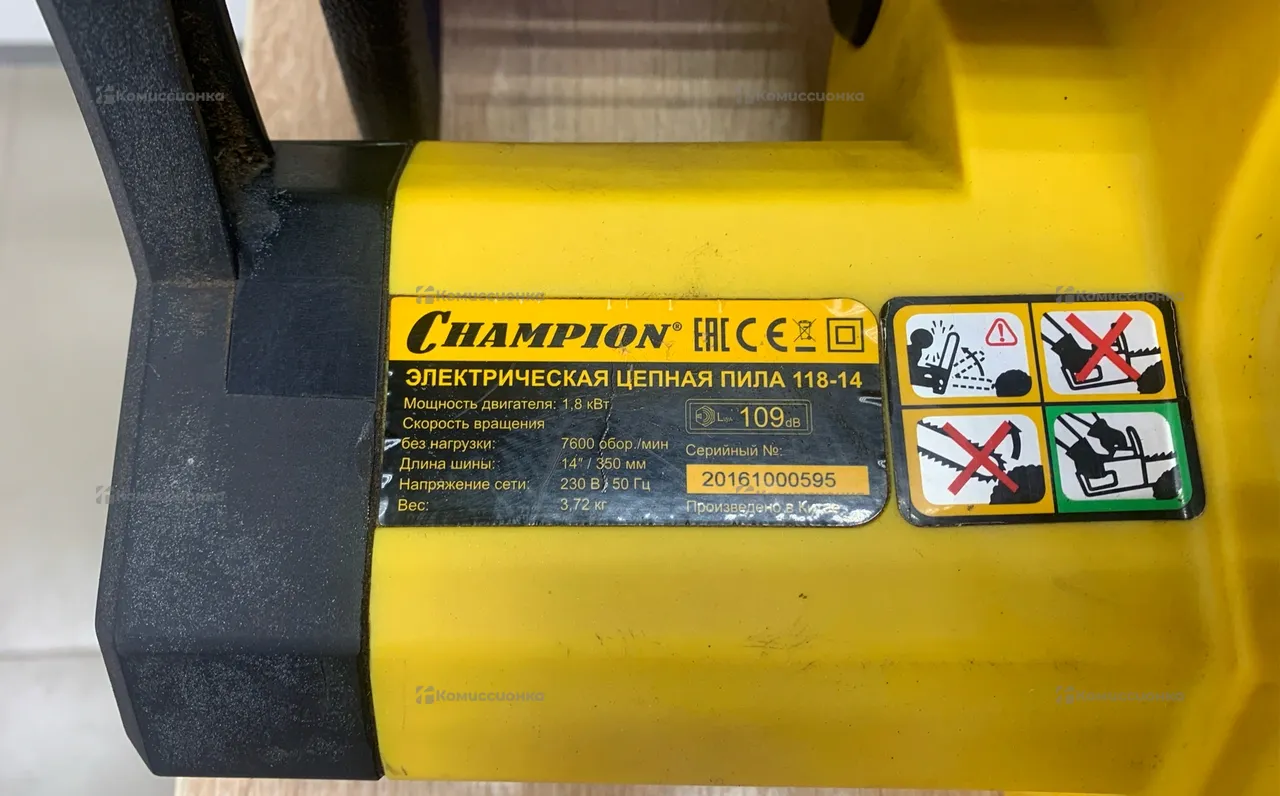 CHAMPION®
EAC CE
ЭЛЕКТРИЧЕСКАЯ ЦЕПНАЯ ПИЛА 118-14
Мощность двигателя: 1,8 кВт
Скорость вращения
без нагрузки: 7600 обор./мин
Длина шины: 14" / 350 мм
Напряжение сети: 230 В / 50 Гц
Вес: 3,72 кг
LWA 109dB
Серийный №:
20161000595
Произведено в Китае
Комиссионка
Комиссионка
Комиссионка
Комиссионка
Комиссионка
Комиссионка
Комиссионка